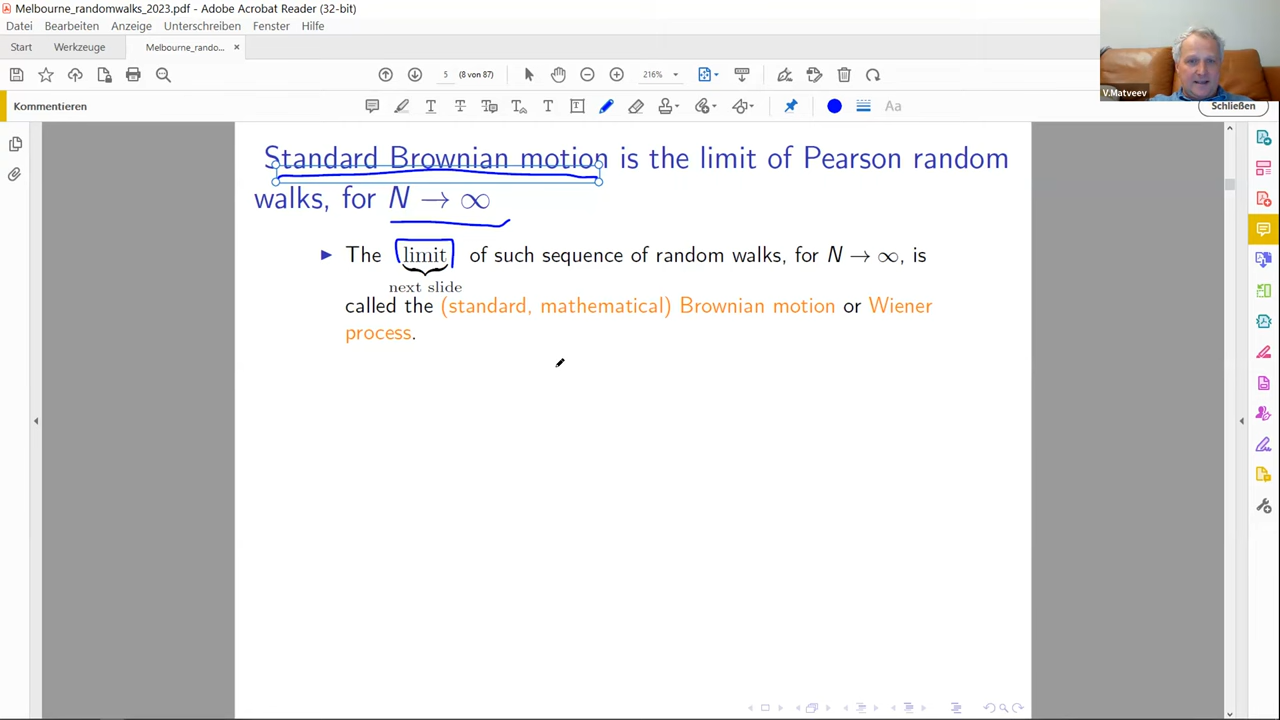 Melbourne_randomwalks_2023.pdf - Adobe Acrobat Reader (32-bit)
Datei Bearbeiten Anzeige Unterschreiben Fenster Hilfe
Start Werkzeuge Melbourne_rando... ×
5 (8 von 87) 216%
V.Matveev
Kommentieren Aa Schließen
Standard Brownian motion is the limit of Pearson random
walks, for N → ∞
The limit of such sequence of random walks, for N → ∞, is
next slide
called the (standard, mathematical) Brownian motion or Wiener
process.